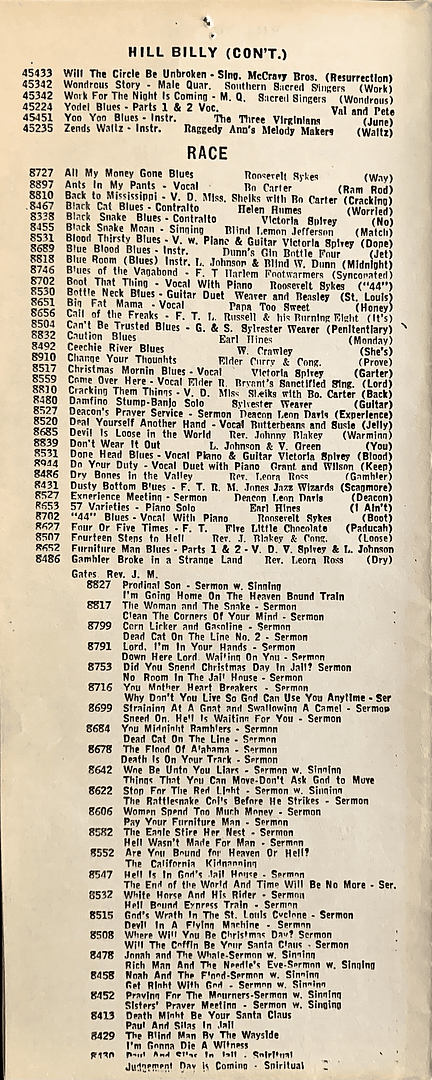 HILL BILLY (CON'T.)
45433 Will The Circle Be Unbroken - Sing. McCravy Bros. (Resurrection)
45342 Wondrous Story - Male Quar. Southern Sacred Singers (Work)
45342 Work For The Night Is Coming - M. Q. Sacred Singers (Wondrous)
45224 Yodel Blues - Parts 1 & 2 Voc. Val and Pete
45451 Yoo Yoo Blues - Instr. The Three Virginians (June)
45235 Zends Waltz - Instr. Raggedy Ann's Melody Makers (Waltz)
RACE
8727 All My Money Gone Blues Roosevelt Sykes (Way)
8897 Ants In My Pants - Vocal Bo Carter (Ram Rod)
8810 Back to Mississippi - V. D. Miss. Sheiks with Bo Carter (Cracking)
8467 Black Cat Blues - Contralto Helen Humes (Worried)
8338 Black Snake Blues - Contralto Victoria Spivey (No)
8455 Black Snake Moan - Singing Blind Lemon Jefferson (Match)
8531 Blood Thirsty Blues - V. w. Piano & Guitar Victoria Spivey (Dope)
8689 Blue Blood Blues - Instr. Dunn's Gin Bottle Four (Jet)
8818 Blue Room (Blues) Instr. L. Johnson & Blind W. Dunn (Midnight)
8746 Blues of the Vagabond - F. T Harlem Footwarmers (Syncopated)
8702 Boot That Thing - Vocal With Piano Roosevelt Sykes ("44")
8530 Bottle Neck Blues - Guitar Duet Weaver and Beasley (St. Louis)
8651 Big Fat Mama - Vocal Papa Too Sweet (Honey)
8656 Call of the Freaks - F. T. L. Russell & his Burning Eight (It's)
8504 Can't Be Trusted Blues - G. & S. Sylvester Weaver (Penitentiary)
8832 Caution Blues Earl Hines (Monday)
8492 Ceechie River Blues W. Crawley (She's)
8910 Change Your Thoughts Elder Curry & Cong. (Prove)
8517 Christmas Mornin Blues - Vocal Victoria Spivey (Garter)
8559 Come Over Here - Vocal Elder R. Bryant's Sanctified Sing. (Lord)
8810 Cracking Them Things - V. D. Miss Sheiks with Bo. Carter (Back)
8480 Damfino Stump-Banjo Solo Sylvester Weaver (Guitar)
8527 Deacon's Prayer Service - Sermon Deacon Leon Davis (Experience)
8520 Deal Yourself Another Hand - Vocal Butterbeans and Susie (Jelly)
8685 Devil Is Loose in the World Rev. Johnny Blakey (Warming)
8839 Don't Wear It Out L. Johnson & V. Green (You)
8531 Dope Head Blues - Vocal Piano & Guitar Victoria Spivey (Blood)
8944 Do Your Duty - Vocal Duet with Piano Grant and Wilson (Keep)
8486 Dry Bones in the Valley Rev. Leora Ross (Gambler)
8431 Dusty Bottom Blues - F. T. R. M. Jones Jazz Wizards (Scagmore)
8527 Experience Meeting - Sermon Deacon Leon Davis (Deacon)
8653 57 Varieties - Piano Solo Earl Hines (I Ain't)
8702 "44" Blues - Vocal With Piano Roosevelt Sykes (Boot)
8627 Four Or Five Times - F. T. Five Little Chocolate (Paducah)
8507 Fourteen Steps to Hell Rev. J. Blakey & Cong. (Loose)
8652 Furniture Man Blues - Parts 1 & 2 - V. D. V. Spivey & L. Johnson
8486 Gambler Broke in a Strange Land Rev. Leora Ross (Dry)
Gates Rev. J. M.
8827 Prodigal Son - Sermon w. Singing
I'm Going Home On The Heaven Bound Train
8817 The Woman and The Snake - Sermon
Clean The Corners Of Your Mind - Sermon
8799 Corn Licker and Gasoline - Sermon
Dead Cat On The Line No. 2 - Sermon
8791 Lord, I'm In Your Hands - Sermon
Down Here Lord Waiting On You - Sermon
8753 Did You Spend Christmas Day In Jail? Sermon
No Room In The Jail House - Sermon
8716 You Mother Heart Breakers - Sermon
Why Don't You Live So God Can Use You Anytime - Ser
8699 Straining At A Gnat and Swallowing A Camel - Sermon
Speed On, Hell Is Waiting For You - Sermon
8684 You Midnight Ramblers - Sermon
Dead Cat On The Line - Sermon
8678 The Flood Of Alabama - Sermon
Death Is On Your Track - Sermon
8642 Woe Be Unto You Liars - Sermon w. Singing
Things That You Can Move-Don't Ask God to Move
8622 Stop For The Red Light - Sermon w. Singing
The Rattlesnake Coils Before He Strikes - Sermon
8606 Women Spend Too Much Money - Sermon
Pay Your Furniture Man - Sermon
8582 The Eagle Stirs Her Nest - Sermon
Hell Wasn't Made For Man - Sermon
8552 Are You Bound for Heaven Or Hell?
The California Kidnapping
8547 Hell Is In God's Jail House - Sermon
The End of the World And Time Will Be No More - Ser.
8532 White Horse And His Rider - Sermon
Hell Bound Express Train - Sermon
8515 God's Wrath In The St. Louis Cyclone - Sermon
Devil In A Flying Machine - Sermon
8508 Where Will You Be Christmas Day? Sermon
Will The Coffin Be Your Santa Claus - Sermon
8478 Jonah and The Whale-Sermon w. Singing
Rich Man And The Needle's Eve-Sermon w. Singing
8458 Noah And The Flood-Sermon w. Singing
Get Right With God - Sermon w. Singing
8452 Praying For The Mourners-Sermon w. Singing
Sisters' Prayer Meeting - Sermon w. Singing
8413 Death Might Be Your Santa Claus
Paul And Silas In Jail
8429 The Blind Man By The Wayside
I'm Gonna Die A Witness
Paul And Silas In Jail - Spiritual
Judgement Day is Coming - Spiritual